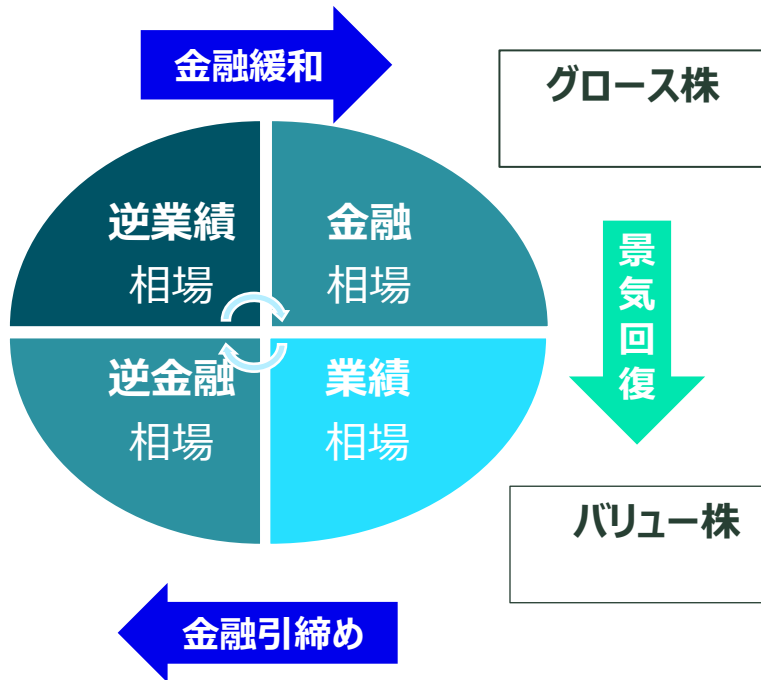 金融緩和
グロース株
逆業績
相場
金融
相場
景気回復
逆金融
相場
業績
相場
バリュー株
金融引締め